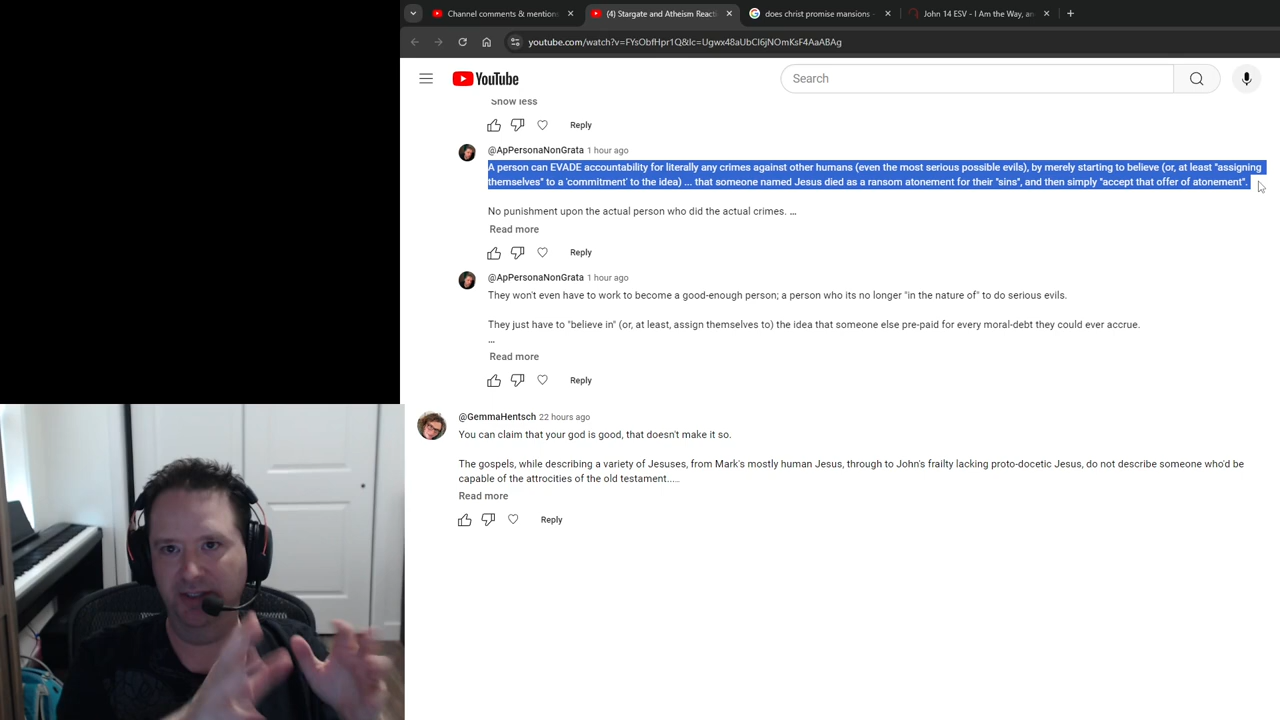 Channel comments & mention
(4) Stargate and Atheism Reacti
does christ promise mansions -
John 14 ESV - I Am the Way, an
youtube.com/watch?v=FYsObfHpr1Q&lc=Ugwx48aUbCl6jNOmKsF4AaABAg
YouTube
Search
Show less
Reply
@ApPersonaNonGrata 1 hour ago
A person can EVADE accountability for literally any crimes against other humans (even the most serious possible evils), by merely starting to believe (or, at least "assigning
themselves" to a 'commitment' to the idea) ... that someone named Jesus died as a ransom atonement for their "sins", and then simply "accept that offer of atonement".
No punishment upon the actual person who did the actual crimes. ...
Read more
Reply
@ApPersonaNonGrata 1 hour ago
They won't even have to work to become a good-enough person; a person who its no longer "in the nature of" to do serious evils.
They just have to "believe in" (or, at least, assign themselves to) the idea that someone else pre-paid for every moral-debt they could ever accrue.
...
Read more
Reply
@GemmaHentsch 22 hours ago
You can claim that your god is good, that doesn't make it so.
The gospels, while describing a variety of Jesuses, from Mark's mostly human Jesus, through to John's frailty lacking proto-docetic Jesus, do not describe someone who'd be
capable of the attrocities of the old testament.…...
Read more
Reply